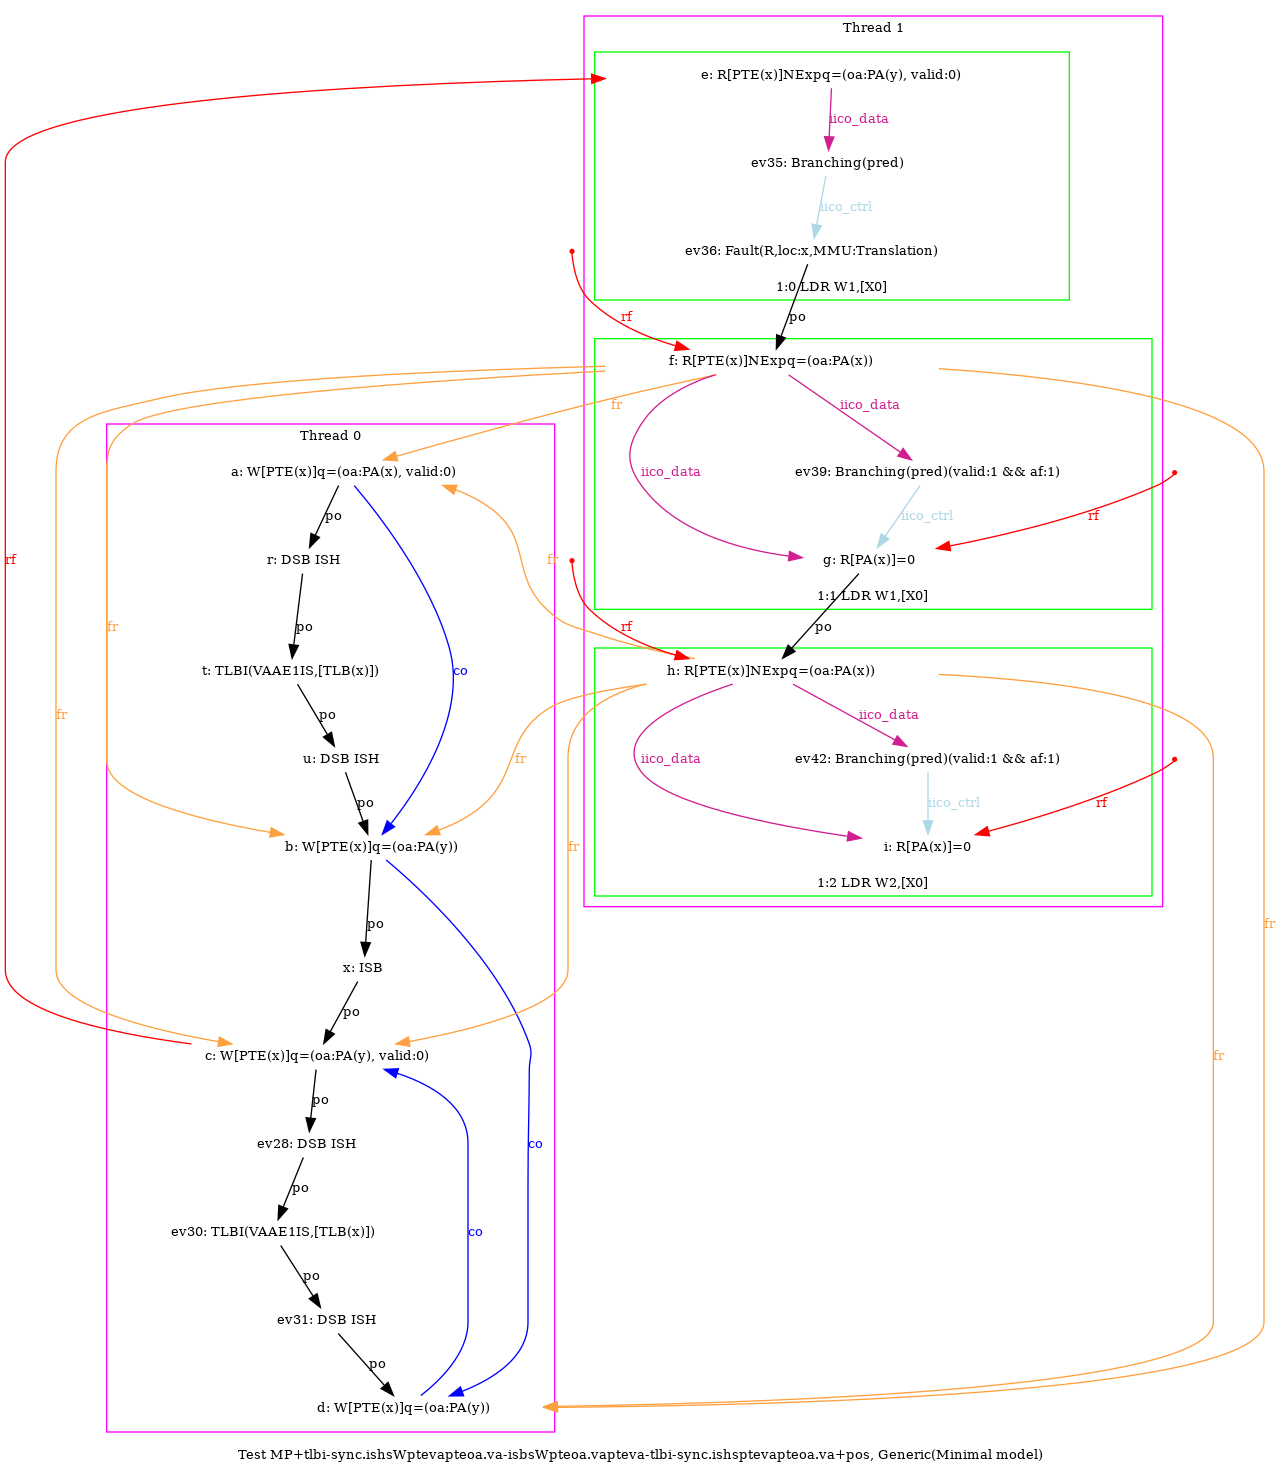 Thread 1
e: R[PTE(x)]NExpq=(oa:PA(y), valid:0)
iico_data
ev35: Branching(pred)
iico_ctrl
ev36: Fault(R,loc:x,MMU:Translation)
1:0 LDR W1,[X0]
rf
po
f: R[PTE(x)]NExpq=(oa:PA(x))
fr
iico_data
Thread 0
a: W[PTE(x)]q=(oa:PA(x), valid:0)
iico_data
ev39: Branching(pred)(valid:1 && af:1)
po
iico_ctrl
rf
rf
r: DSB ISH
fr
g: R[PA(x)]=0
1:1 LDR W1,[X0]
fr
po
rf
po
t: TLBI(VAAE1IS,[TLB(x)])
co
h: R[PTE(x)]NExpq=(oa:PA(x))
fr
po
iico_data
u: DSB ISH
fr
iico_data
ev42: Branching(pred)(valid:1 && af:1)
po
iico_ctrl
rf
b: W[PTE(x)]q=(oa:PA(y))
fr
i: R[PA(x)]=0
1:2 LDR W2,[X0]
po
fr
x: ISB
po
c: W[PTE(x)]q=(oa:PA(y), valid:0)
fr
po
ev28: DSB ISH
co
po
ev30: TLBI(VAAE1IS,[TLB(x)])
co
po
ev31: DSB ISH
po
d: W[PTE(x)]q=(oa:PA(y))
Test MP+tlbi-sync.ishsWptevapteoa.va-isbsWpteoa.vapteva-tlbi-sync.ishsptevapteoa.va+pos, Generic(Minimal model)